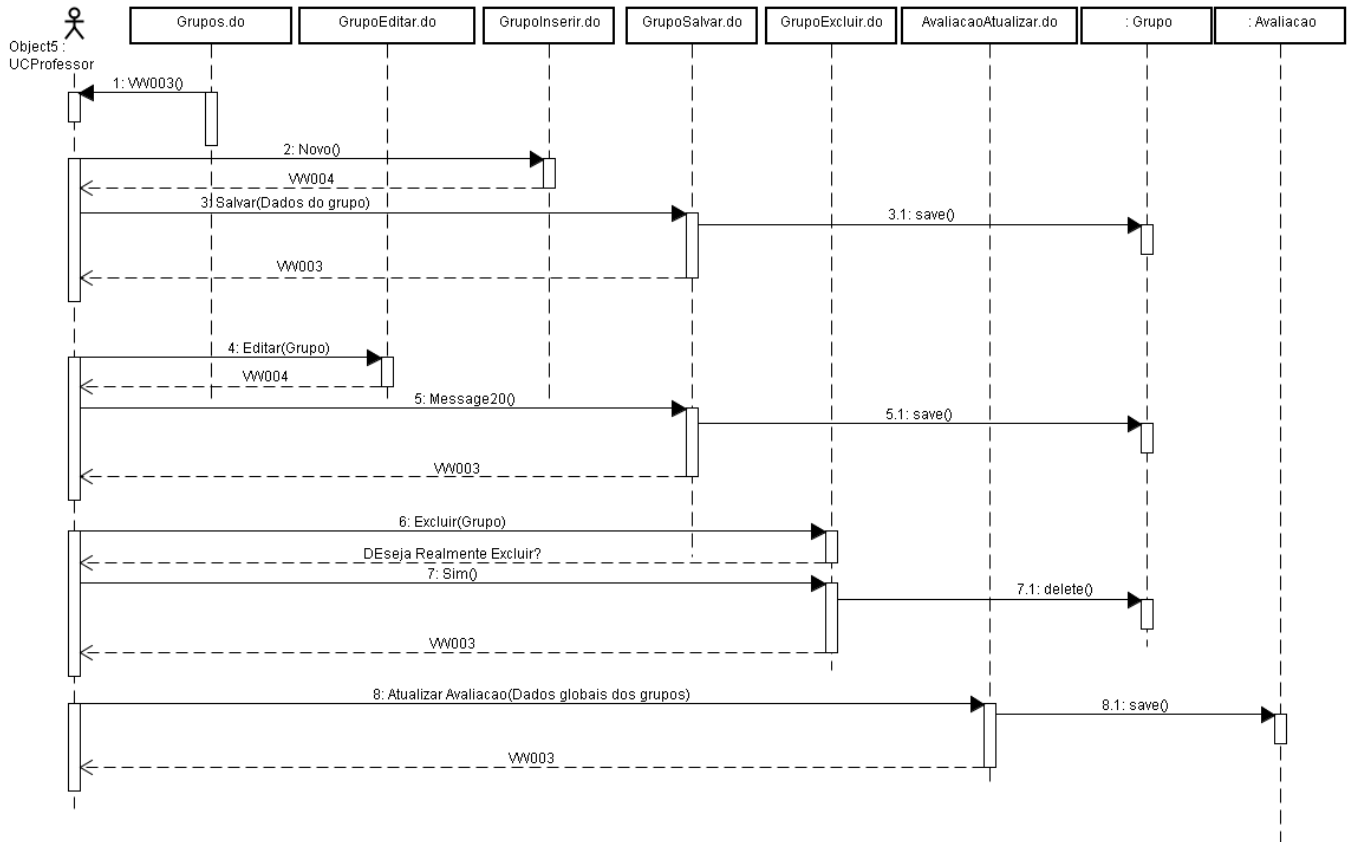 Grupos.do
GrupoEditar.do
GrupoInserir.do
GrupoSalvar.do
GrupoExcluir.do
AvaliacaoAtualizar.do
: Grupo
: Avaliacao
Object5 :
UCProfessor
1: VW003()
2: Novo()
VW004
3: Salvar(Dados do grupo)
3.1: save()
VW003
4: Editar(Grupo)
VW004
5: Message20()
5.1: save()
VW003
6: Excluir(Grupo)
DEseja Realmente Excluir?
7: Sim()
7.1: delete()
VW003
8: Atualizar Avaliacao(Dados globais dos grupos)
8.1: save()
VW003